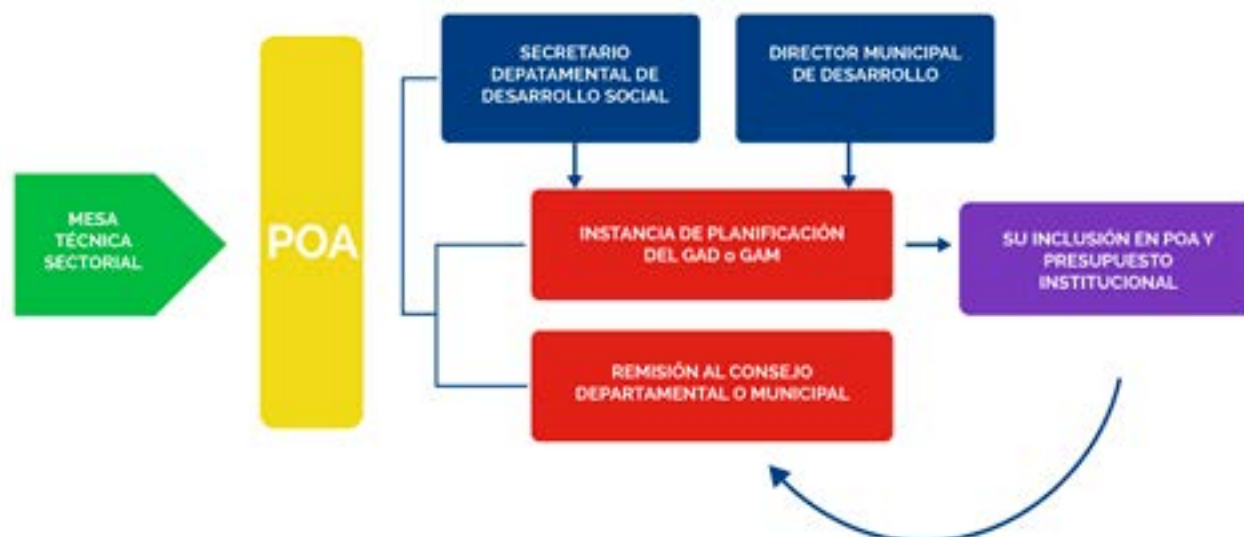 MESA
TÉCNICA
SECTORIAL
POA
SECRETARIO
DEPATAMENTAL DE
DESARROLLO SOCIAL
DIRECTOR MUNICIPAL
DE DESARROLLO
INSTANCIA DE PLANIFICACIÓN
DEL GAD o GAM
SU INCLUSIÓN EN POA Y
PRESUPUESTO
INSTITUCIONAL
REMISIÓN AL CONSEJO
DEPARTAMENTAL O MUNICIPAL